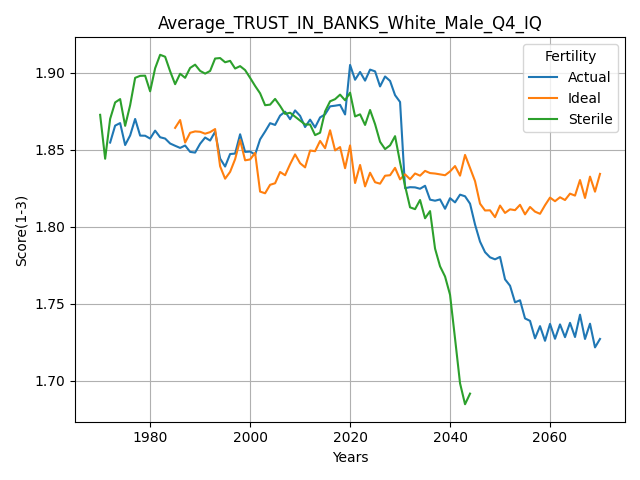 Average_TRUST_IN_BANKS_White_Male_Q4_IQ
Fertility
Actual
Ideal
Sterile
Score(1-3)
1.90
1.85
1.80
1.75
1.70
1980
2000
2020
2040
2060
Years